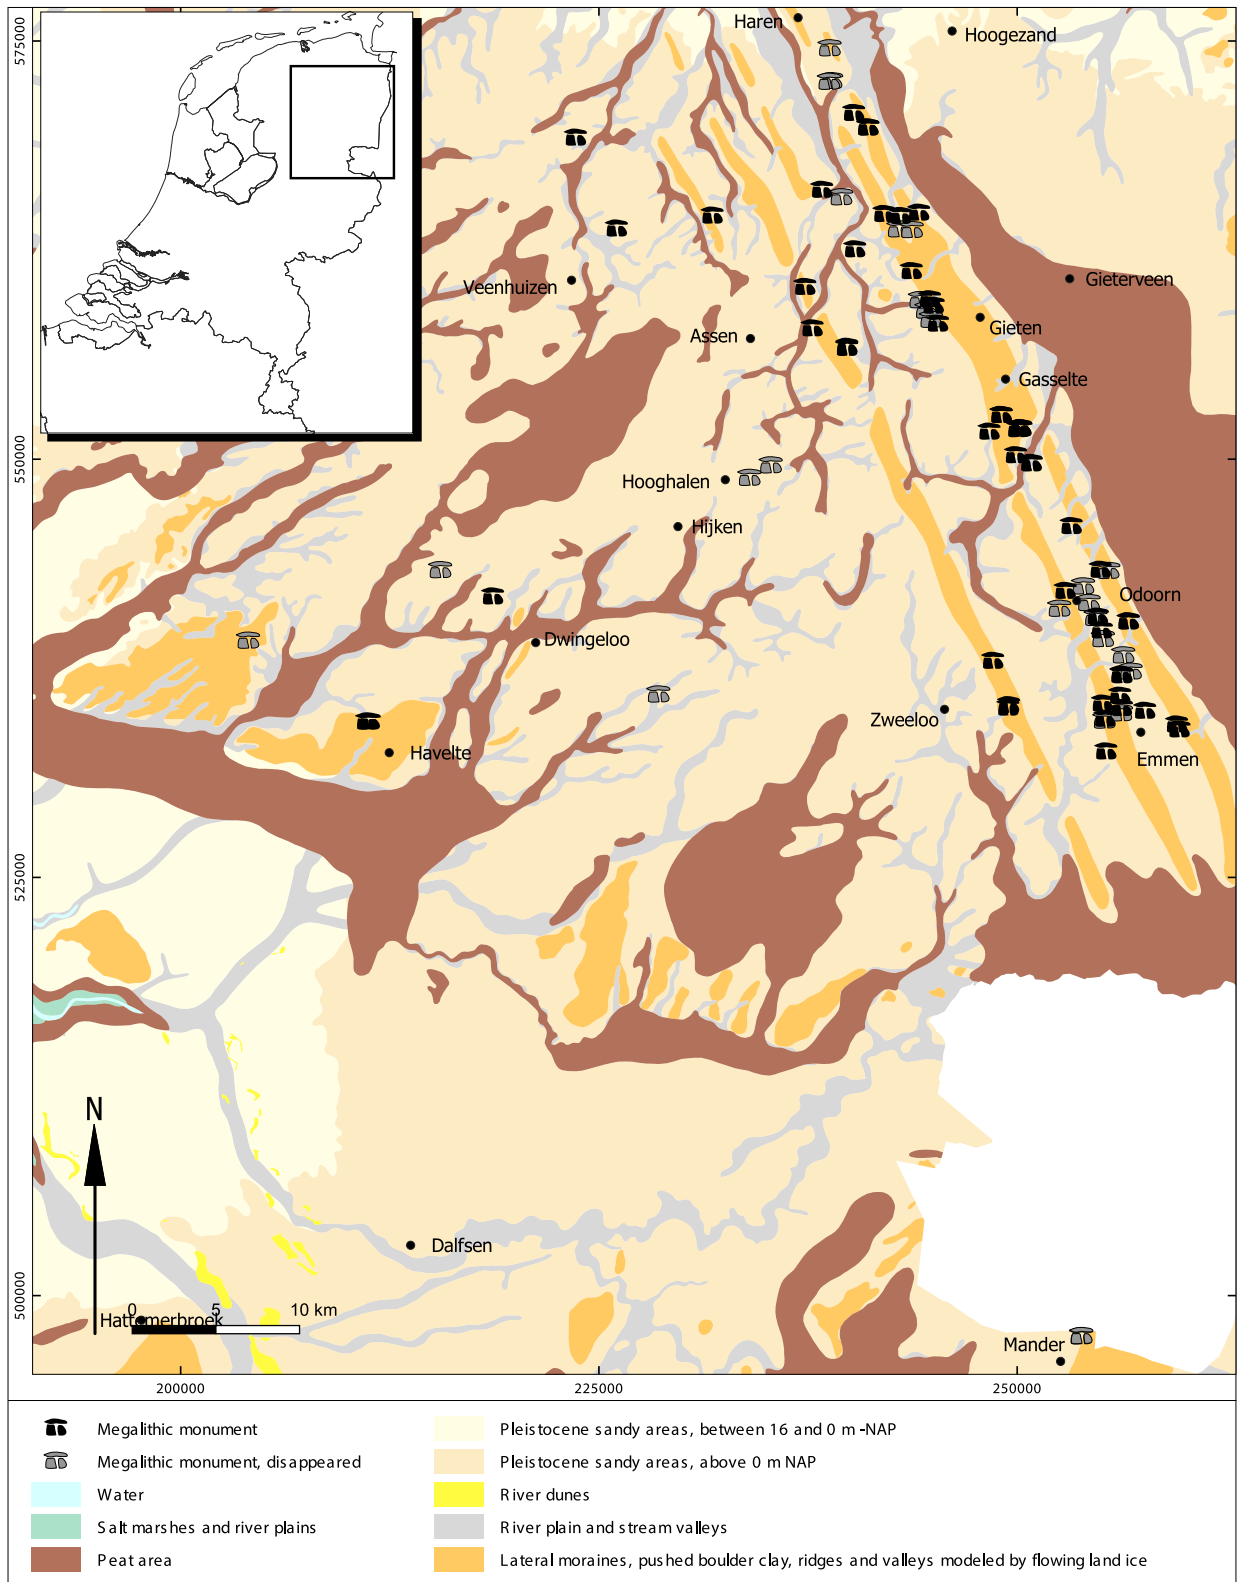 Haren
Hoogezand
575000
Veenhuizen
Gieterveen
Gieten
Assen
Gasselte
550000
Hooghalen
Hijken
Odoorn
Dwingeloo
Zweeloo
Havelte
Emmen
525000
N
Dalfsen
500000
0 5 10 km
Hattemerbroek
Mander
200000 225000 250000
Megalithic monument
Megalithic monument, disappeared
Water
Salt marshes and river plains
Peat area
Pleistocene sandy areas, between 16 and 0 m -NAP
Pleistocene sandy areas, above 0 m NAP
River dunes
River plain and stream valleys
Lateral moraines, pushed boulder clay, ridges and valleys modeled by flowing land ice